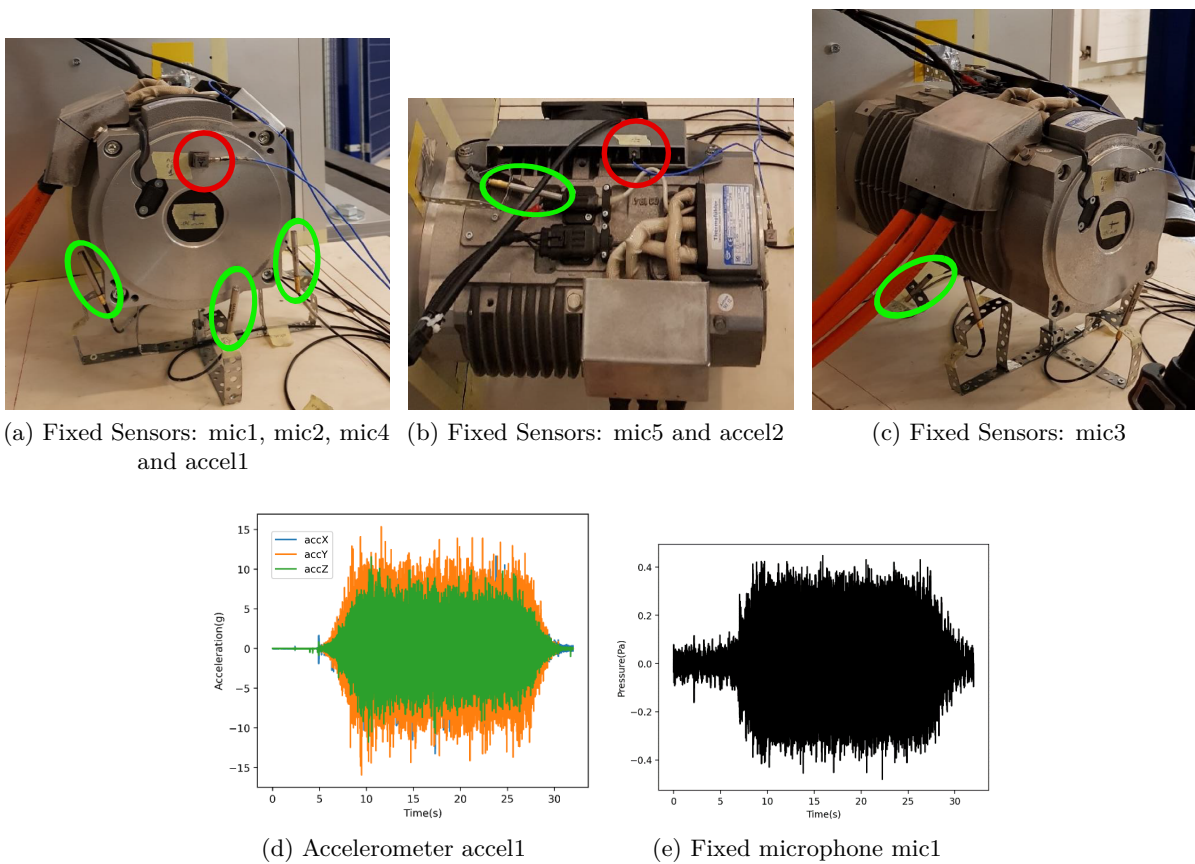 (a) Fixed Sensors: mic1, mic2, mic4
and accel1
(b) Fixed Sensors: mic5 and accel2
(c) Fixed Sensors: mic3
accX
accY
accZ
Acceleration(g)
15
10
5
0
−5
−10
−15
0
5
10
15
20
25
30
Time(s)
(d) Accelerometer accel1
Pressure(Pa)
0.4
0.2
0.0
−0.2
−0.4
0
5
10
15
20
25
30
Time(s)
(e) Fixed microphone mic1